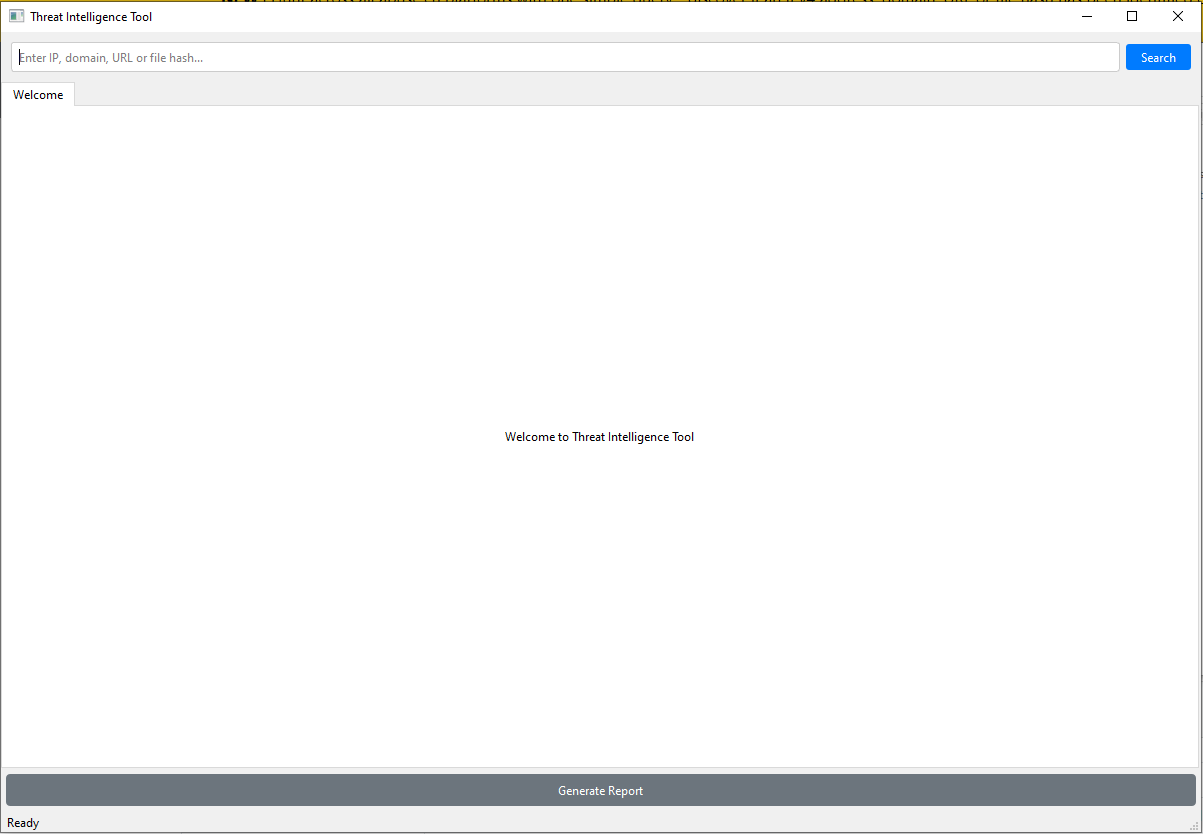 Threat Intelligence Tool
Enter IP, domain, URL or file hash...
Search
Welcome
Welcome to Threat Intelligence Tool
Generate Report
Ready